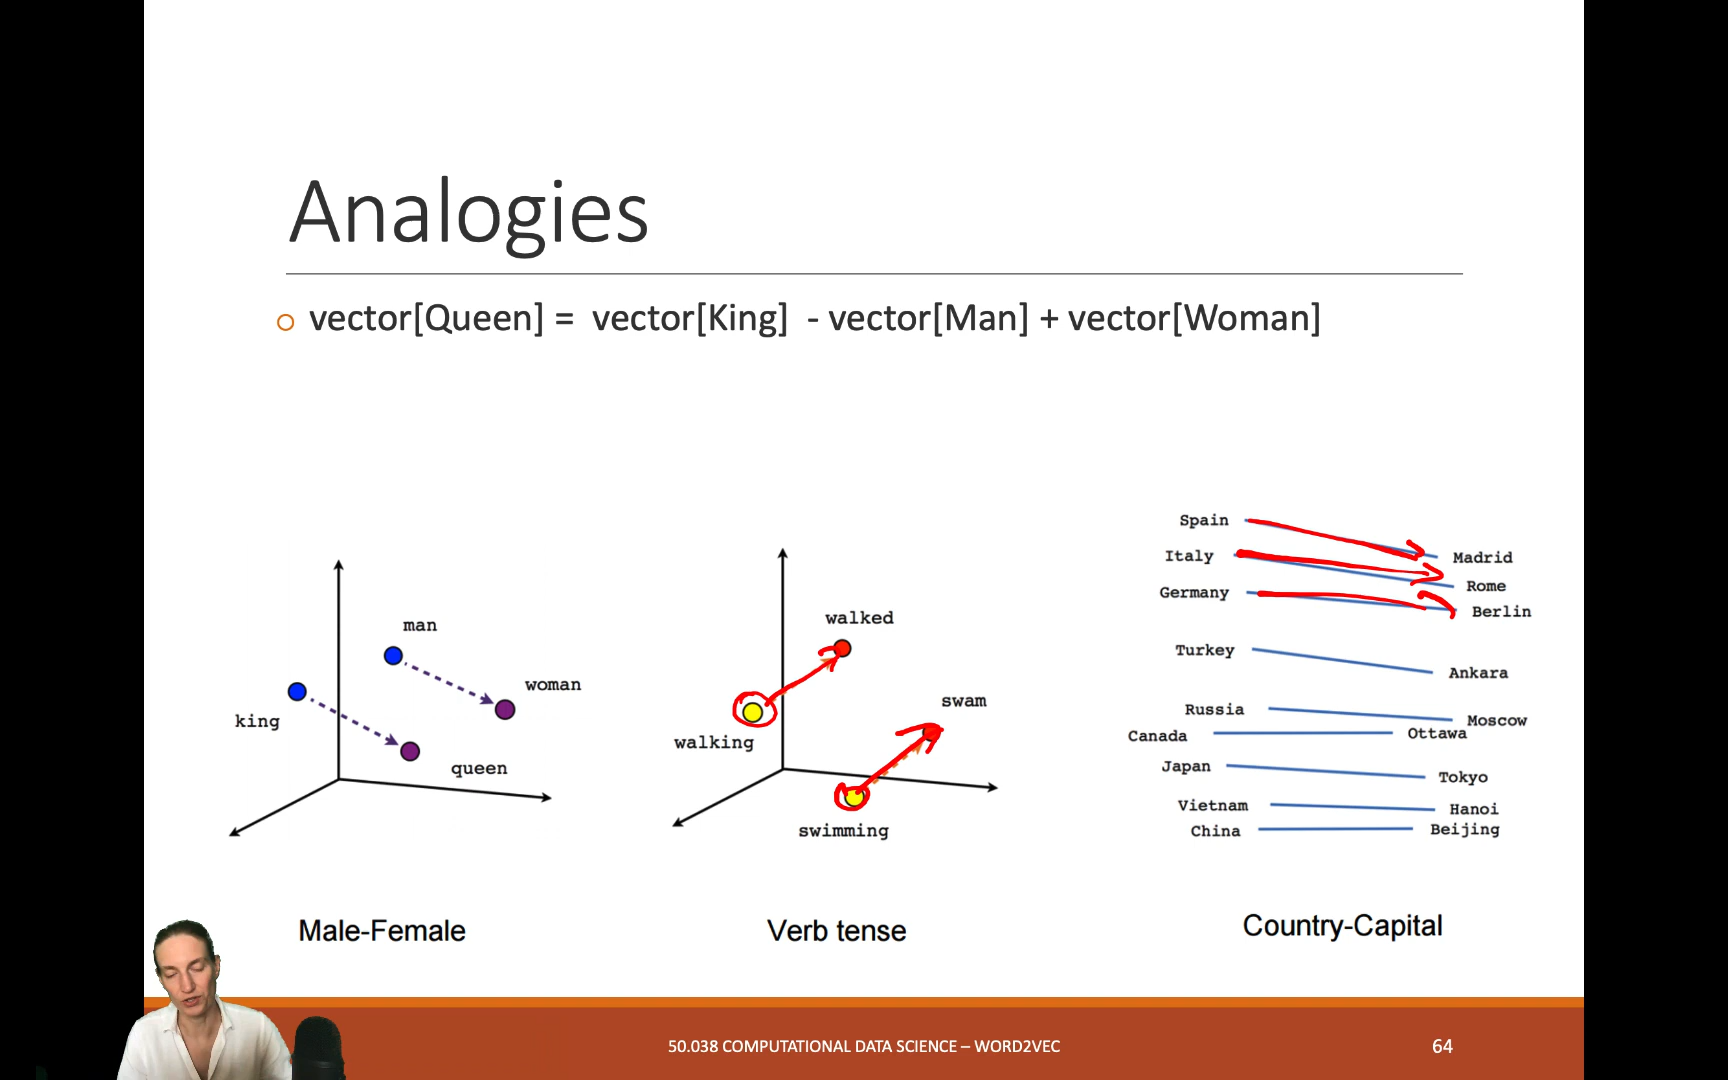 Analogies
vector[Queen] = vector[King] - vector[Man] + vector[Woman]
man
woman
king
queen
Male-Female
walked
swam
walking
swimming
Verb tense
Spain Madrid
Italy Rome
Germany Berlin
Turkey Ankara
Russia Moscow
Canada Ottawa
Japan Tokyo
Vietnam Hanoi
China Beijing
Country-Capital
50.038 COMPUTATIONAL DATA SCIENCE – WORD2VEC
64